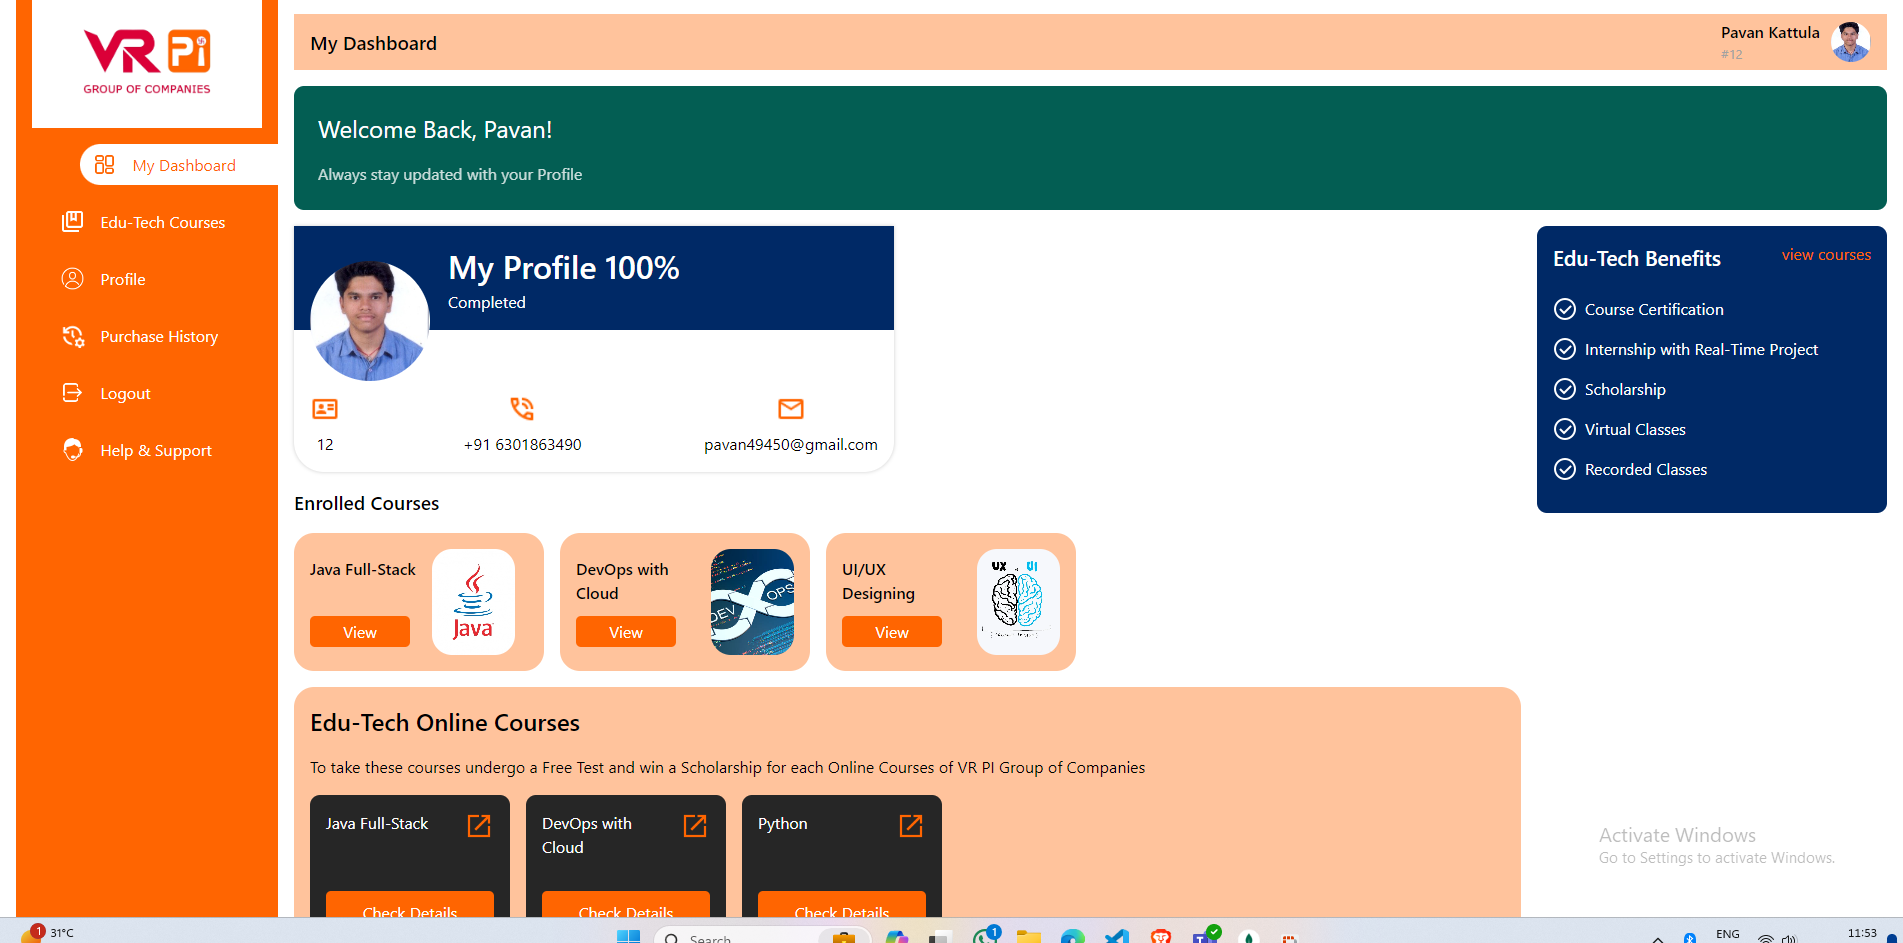 VR Pi
GROUP OF COMPANIES
My Dashboard
Edu-Tech Courses
Profile
Purchase History
Logout
Help & Support
My Dashboard
Pavan Kattula
#12
Welcome Back, Pavan!
Always stay updated with your Profile
My Profile 100%
Completed
12
+91 6301863490
pavan49450@gmail.com
Edu-Tech Benefits
view courses
Course Certification
Internship with Real-Time Project
Scholarship
Virtual Classes
Recorded Classes
Enrolled Courses
Java Full-Stack
View
Java
DevOps with
Cloud
View
DEV OPS
UI/UX
Designing
View
UX UI
Edu-Tech Online Courses
To take these courses undergo a Free Test and win a Scholarship for each Online Courses of VR PI Group of Companies
Java Full-Stack
Check Details
DevOps with
Cloud
Check Details
Python
Check Details
Activate Windows
Go to Settings to activate Windows.
1
31°C
Search
1
ENG
11:53